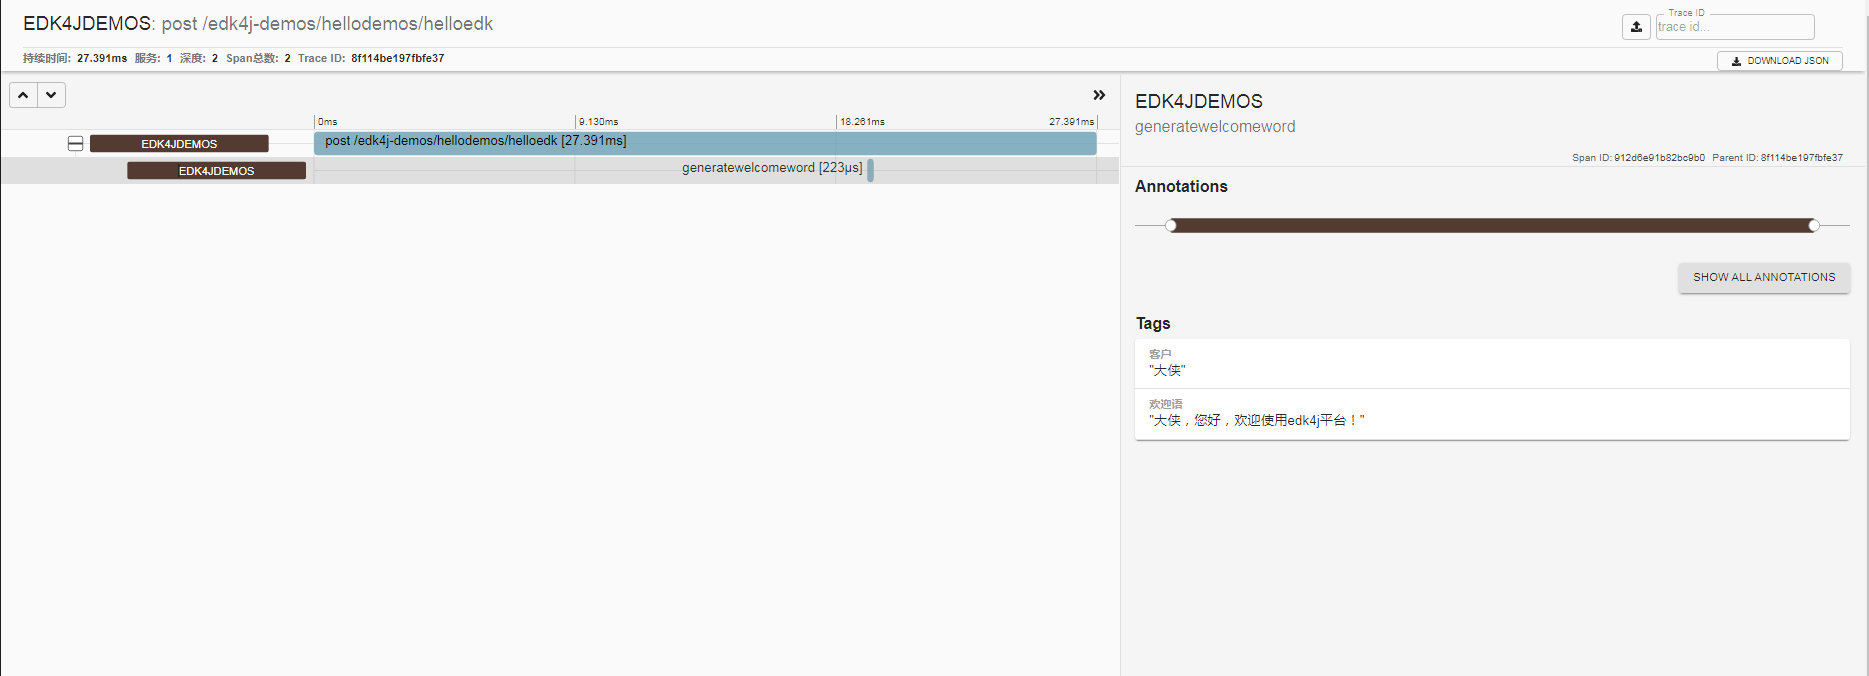 EDK4JDEMOS: post /edk4j-demos/hellodemos/helloedk
Trace ID
trace id...
持续时间: 27.391ms 服务: 1 深度: 2 Span总数: 2 Trace ID: 8f114be197fbfe37
DOWNLOAD JSON
0ms 9.130ms 18.261ms 27.391ms
EDK4JDEMOS post /edk4j-demos/hellodemos/helloedk [27.391ms]
EDK4JDEMOS generatewelcomeword [223μs]
EDK4JDEMOS
generatewelcomeword
Span ID: 912d6e91b82bc9b0 Parent ID: 8f114be197fbfe37
Annotations
SHOW ALL ANNOTATIONS
Tags
客户
"大侠"
欢迎语
"大侠，您好，欢迎使用edk4j平台！"